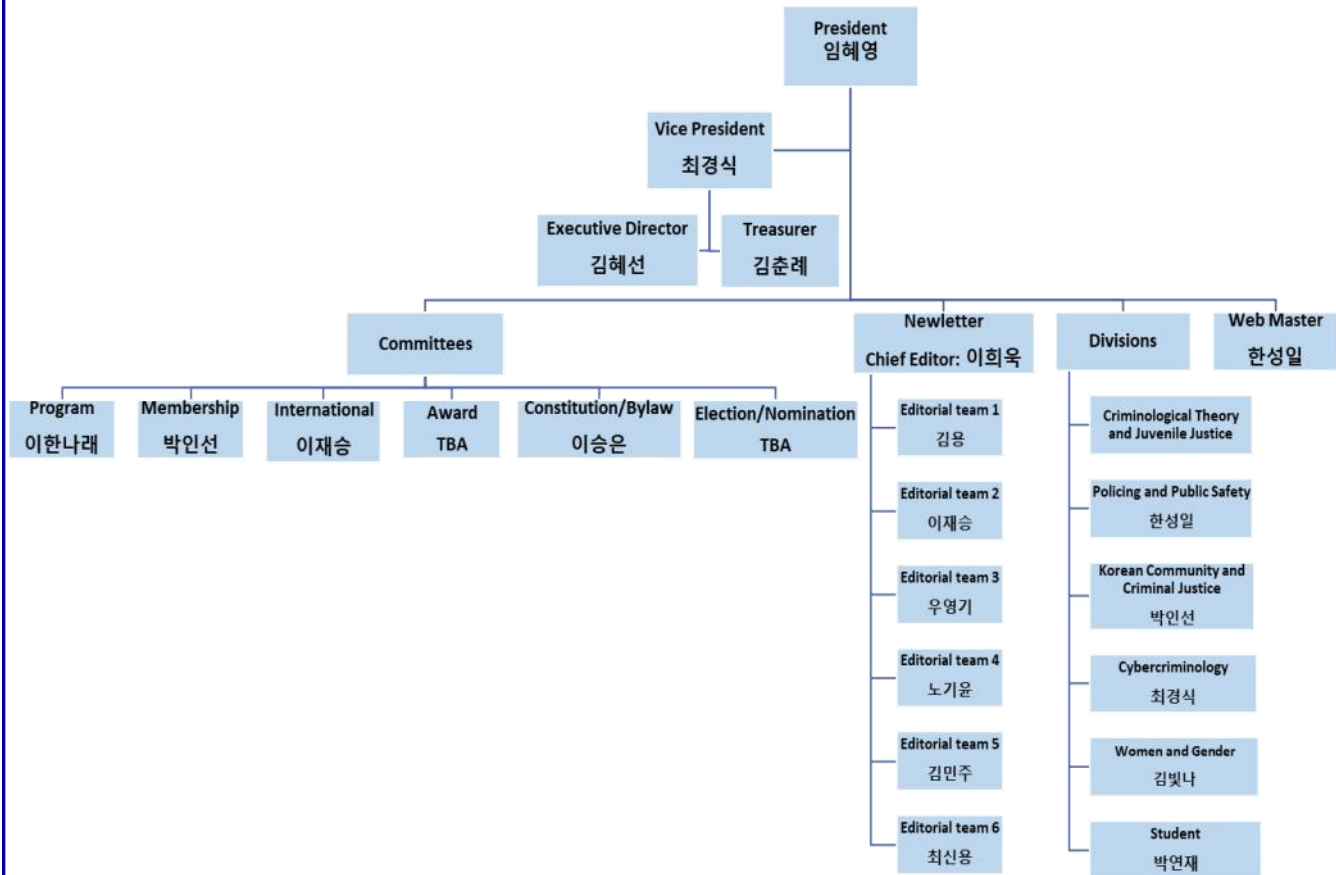 President
임혜영
Vice President
최경식
Executive Director
김혜선
Treasurer
김춘례
Committees
Newletter
Chief Editor: 이희욱
Divisions
Web Master
한성일
Program
이한나래
Membership
박인선
International
이재승
Award
TBA
Constitution/Bylaw
이승은
Election/Nomination
TBA
Editorial team 1
김용
Editorial team 2
이재승
Editorial team 3
우영기
Editorial team 4
노기윤
Editorial team 5
김민주
Editorial team 6
최신용
Criminological Theory
and Juvenile Justice
Policing and Public Safety
한성일
Korean Community and
Criminal Justice
박인선
Cybercriminology
최경식
Women and Gender
김빛나
Student
박연재